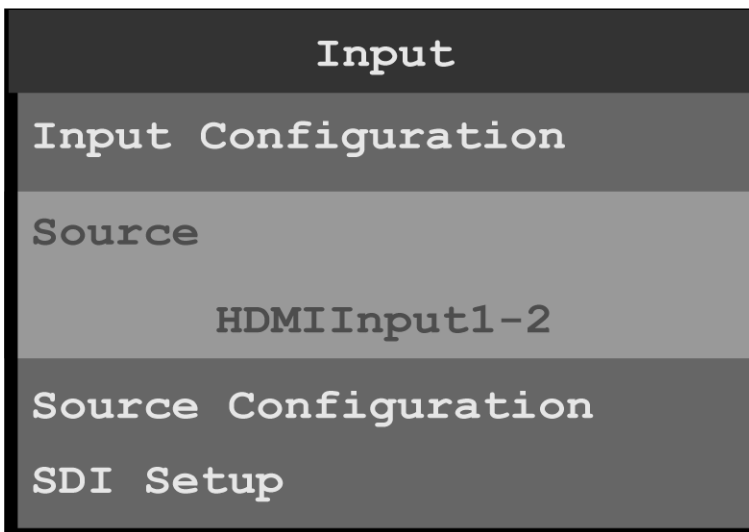 Input
Input Configuration
Source
HDMIInput1-2
Source Configuration
SDI Setup